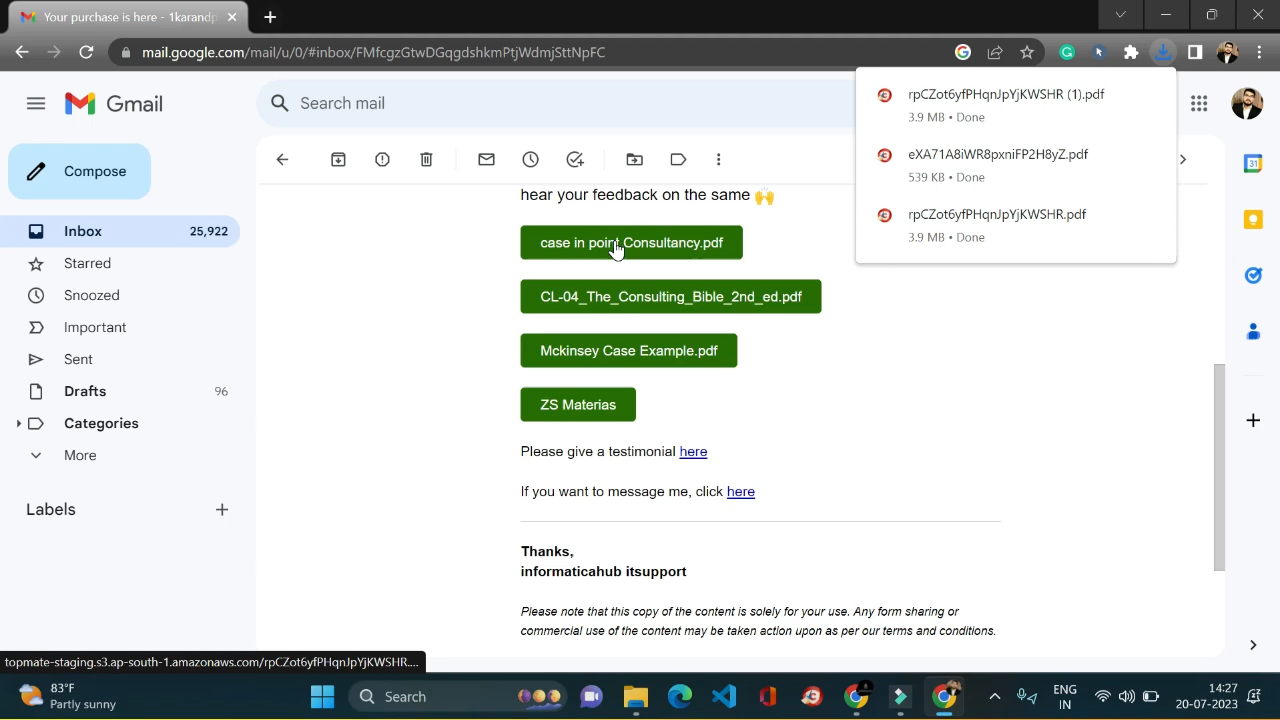 Your purchase is here - 1karandp
mail.google.com/mail/u/0/#inbox/FMfcgzGtwDGqgdshkmPtjWdmjSttNpFC
Gmail
Search mail
rpCZot6yfPHqnJpYjKWSHR (1).pdf
3.9 MB • Done
eXA71A8iWR8pxniFP2H8yZ.pdf
539 KB • Done
rpCZot6yfPHqnJpYjKWSHR.pdf
3.9 MB • Done
Compose
Inbox 25,922
Starred
Snoozed
Important
Sent
Drafts 96
Categories
More
Labels
hear your feedback on the same 🙌
case in point Consultancy.pdf
CL-04_The_Consulting_Bible_2nd_ed.pdf
Mckinsey Case Example.pdf
ZS Materias
Please give a testimonial here
If you want to message me, click here
Thanks,
informaticahub itsupport
Please note that this copy of the content is solely for your use. Any form sharing or
commercial use of the content may be taken action upon as per our terms and conditions.
31
topmate-staging.s3.ap-south-1.amazonaws.com/rpCZot6yfPHqnJpYjKWSHR....
83°F
Partly sunny
Search
ENG
IN
14:27
20-07-2023